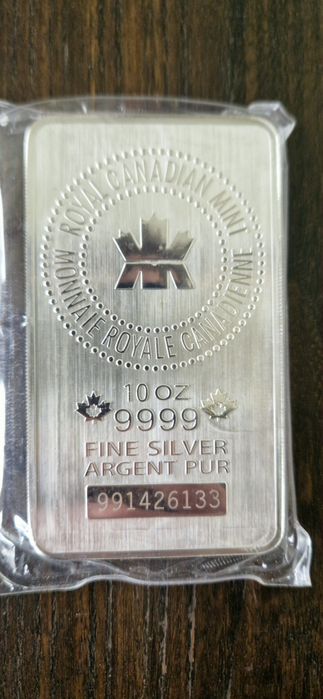 ROYAL CANADIAN MINT
MONNAIE ROYALE CANADIENNE
10 OZ
9999
FINE SILVER
ARGENT PUR
991426133